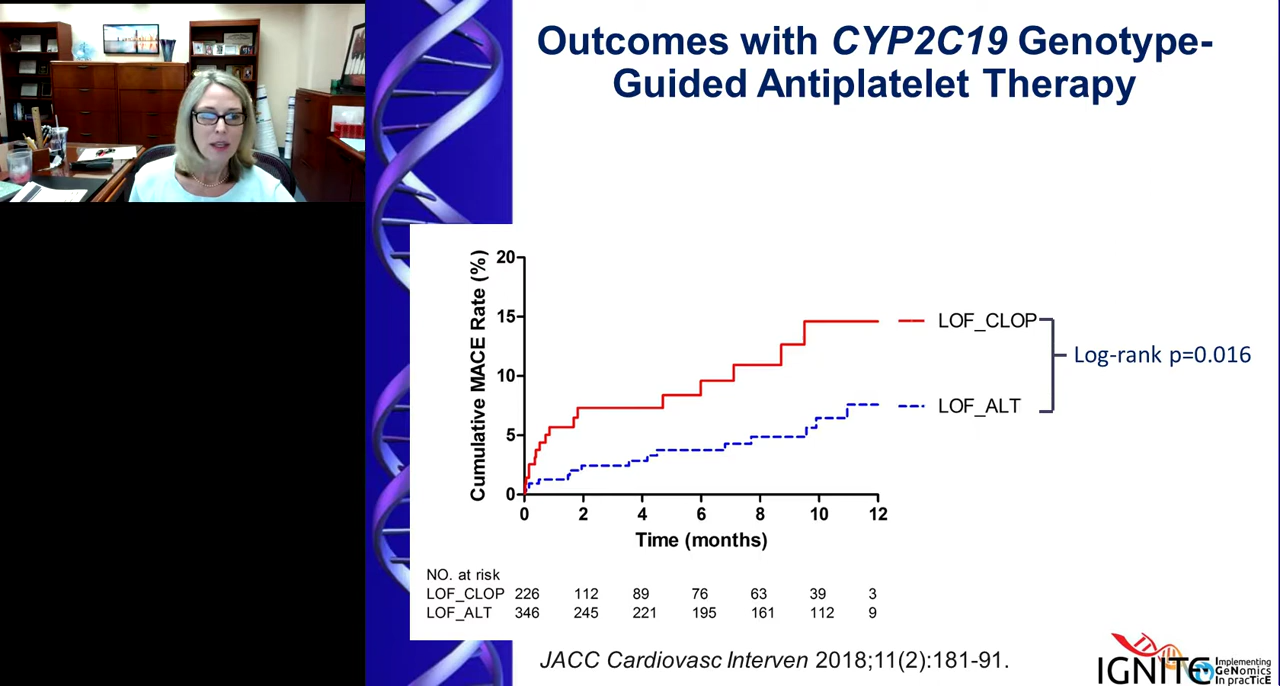 Outcomes with CYP2C19 Genotype-
Guided Antiplatelet Therapy
Cumulative MACE Rate (%)
20
15
10
5
0
0 2 4 6 8 10 12
Time (months)
LOF_CLOP
LOF_ALT
Log-rank p=0.016
NO. at risk
LOF_CLOP 226 112 89 76 63 39 3
LOF_ALT 346 245 221 195 161 112 9
JACC Cardiovasc Interven 2018;11(2):181-91.
IGNITE
Implementing
GeNomics
In pracTicE